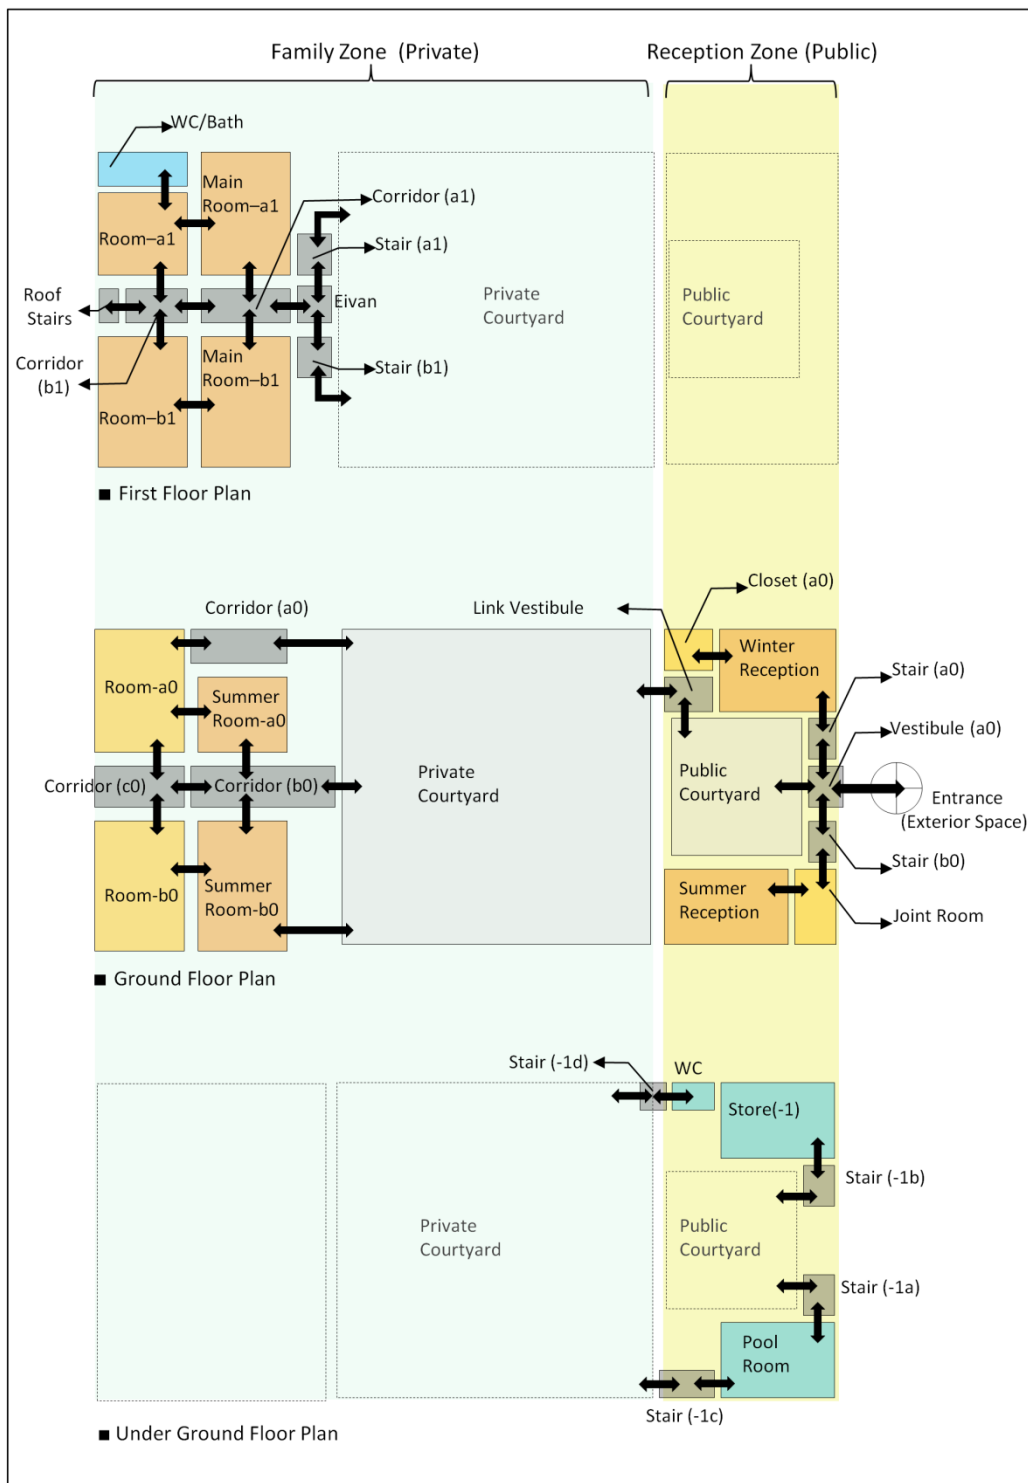 Family Zone  (Private)
Reception Zone (Public)
WC/Bath
Main
Room–a1
Corridor (a1)
Room–a1
Stair (a1)
Roof
Stairs
Eivan
Private
Courtyard
Public
Courtyard
Corridor
(b1)
Main
Room–b1
Stair (b1)
Room–b1
■ First Floor Plan
Closet (a0)
Corridor (a0)
Link Vestibule
Winter
Reception
Stair (a0)
Room-a0
Summer
Room-a0
Vestibule (a0)
Corridor (c0)
Corridor (b0)
Private
Courtyard
Public
Courtyard
Entrance
(Exterior Space)
Stair (b0)
Room-b0
Summer
Room-b0
Summer
Reception
Joint Room
■ Ground Floor Plan
Stair (-1d)
WC
Store(-1)
Stair (-1b)
Private
Courtyard
Public
Courtyard
Stair (-1a)
Pool
Room
Stair (-1c)
■ Under Ground Floor Plan